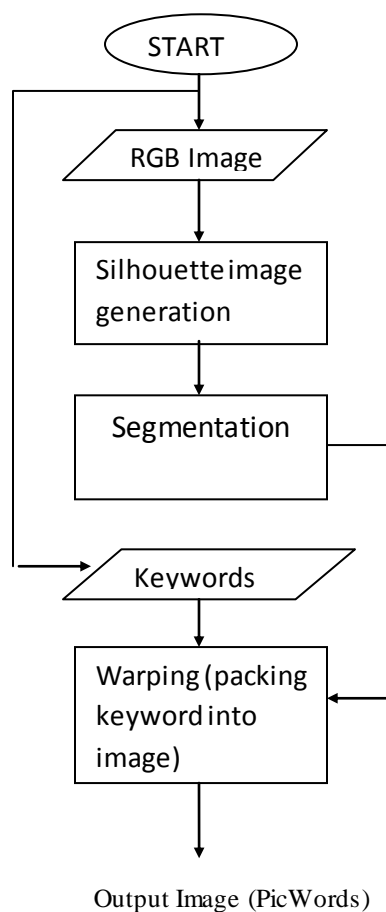 START
RGB Image
Silhouette image
generation
Segmentation
Keywords
Warping (packing
keyword into
image)
Output Image (PicWords)